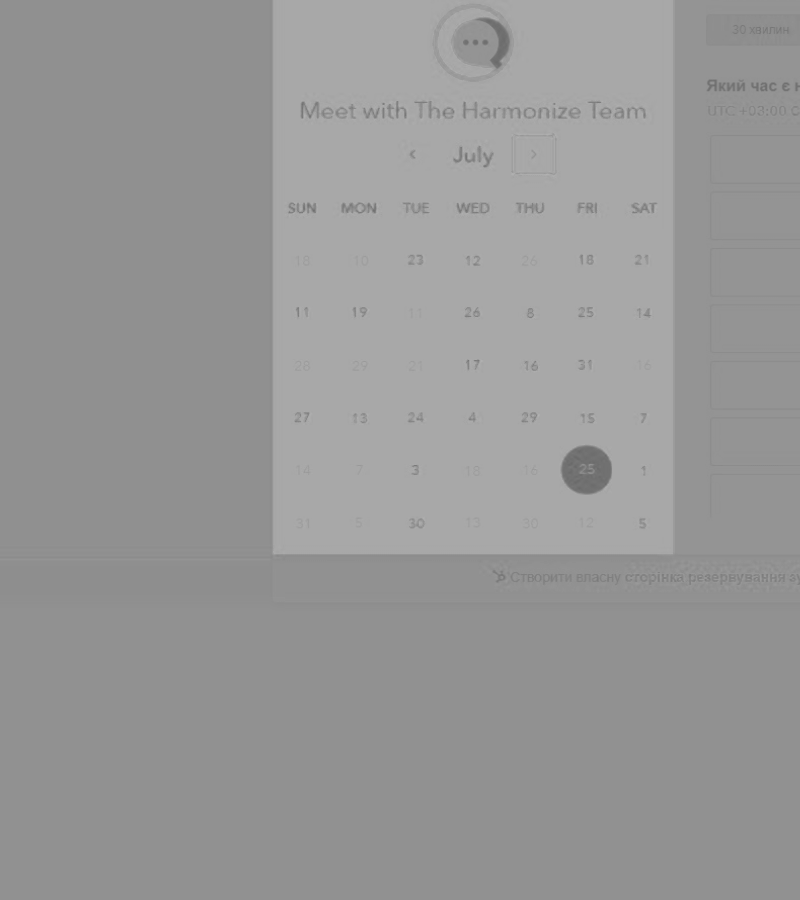 30 хвилин
Meet with The Harmonize Team
Який час є
UTC +03:00
July
SUN MON TUE WED THU FRI SAT
18 10 23 12 26 18 21
11 19 11 26 8 25 14
28 29 21 17 16 31 16
27 13 24 4 29 15 7
14 7 3 18 16 25 1
31 5 30 13 30 12 5
Створити власну сторінка резервування